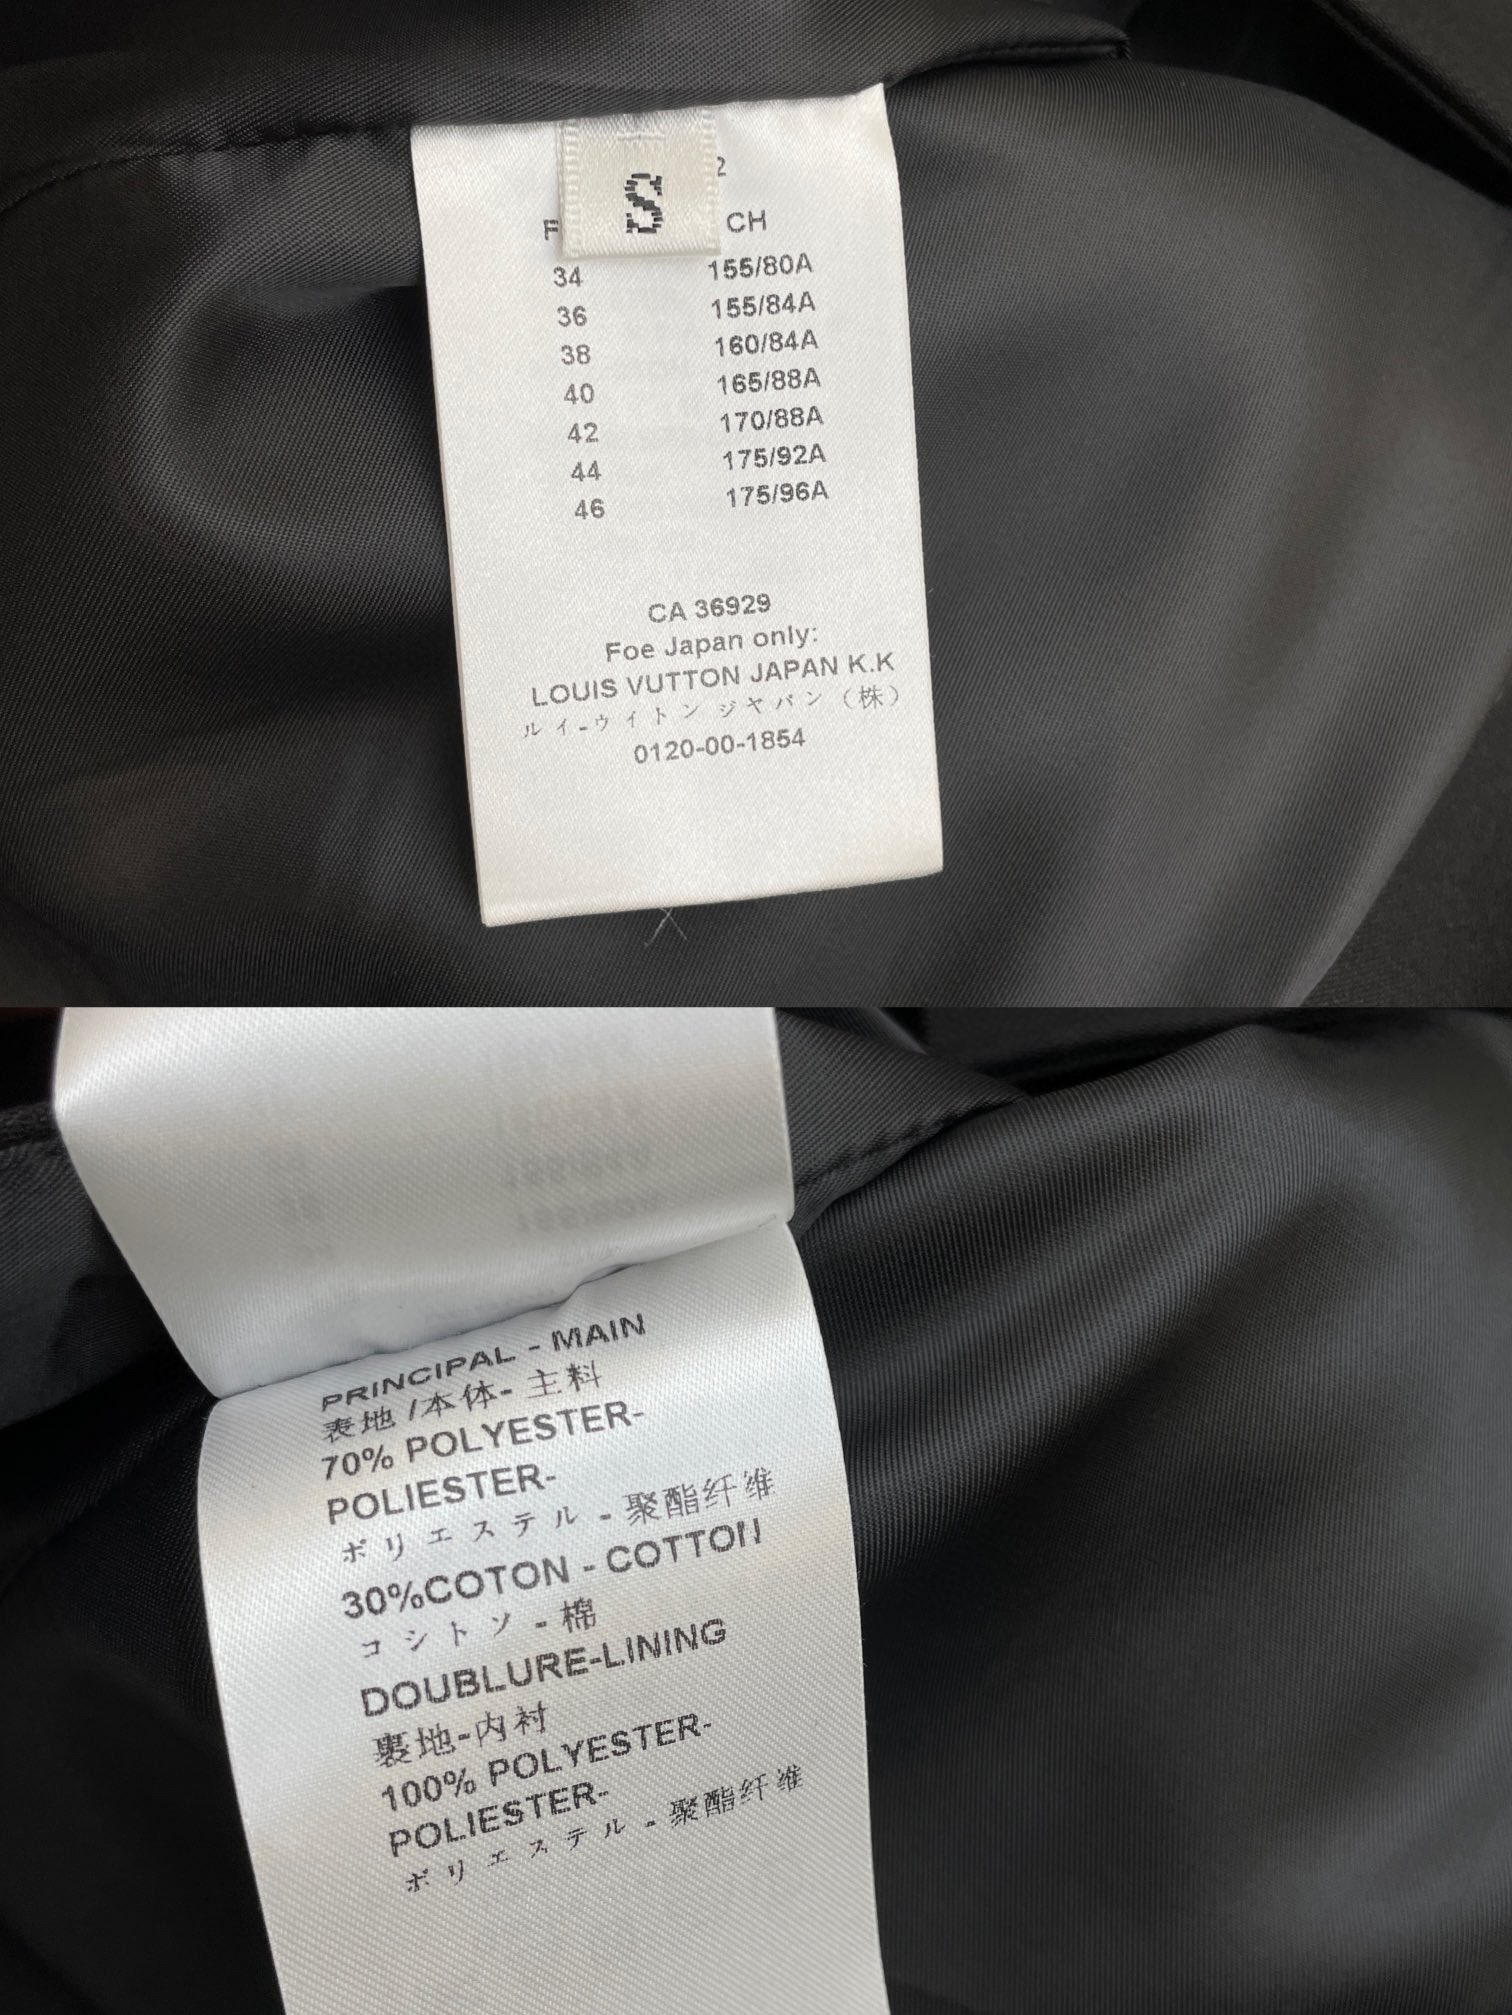 S
2
F
CH
34 155/80A
36 155/84A
38 160/84A
40 165/88A
42 170/88A
44 175/92A
46 175/96A
CA 36929
Foe Japan only:
LOUIS VUTTON JAPAN K.K
ルイ-ウイトン ジヤパン（株）
0120-00-1854
PRINCIPAL - MAIN
表地/本体- 主料
70% POLYESTER-
POLIESTER-
ポリエステル - 聚酯纤维
30%COTON - COTTON
コシトソ - 棉
DOUBLURE-LINING
裏地-内衬
100% POLYESTER-
POLIESTER-
ポリエステル - 聚酯纤维